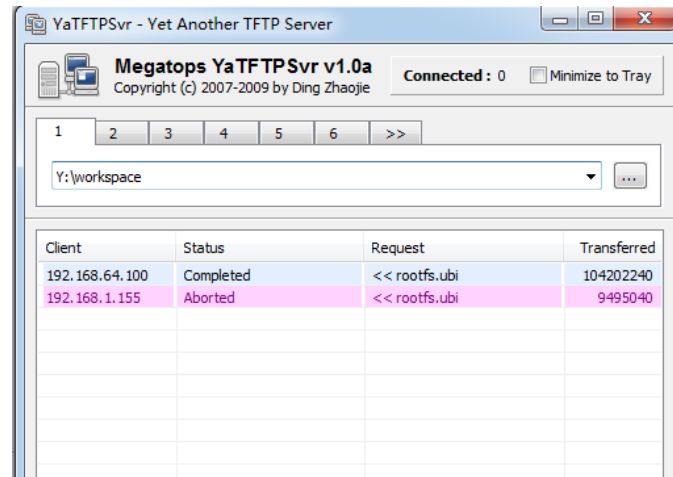 YaTFTPSvr - Yet Another TFTP Server
Megatops YaTFTPSvr v1.0a
Copyright (c) 2007-2009 by Ding Zhaojie
Connected : 0
Minimize to Tray
1 2 3 4 5 6 >>
Y:\workspace
...
Client Status Request Transferred
192.168.64.100 Completed << rootfs.ubi 104202240
192.168.1.155 Aborted << rootfs.ubi 9495040